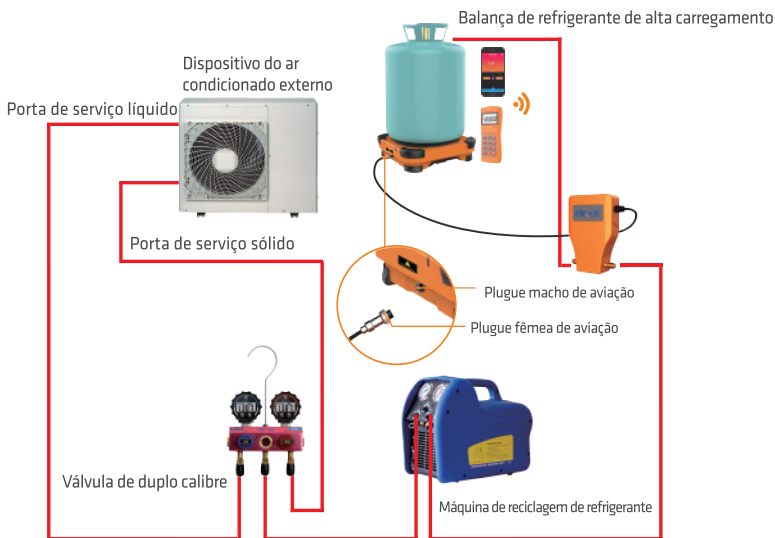 Balança de refrigerante de alta carregamento
Dispositivo do ar
condicionado externo
Porta de serviço líquido
Porta de serviço sólido
Plugue macho de aviação
Plugue fêmea de aviação
Válvula de duplo calibre
Máquina de reciclagem de refrigerante